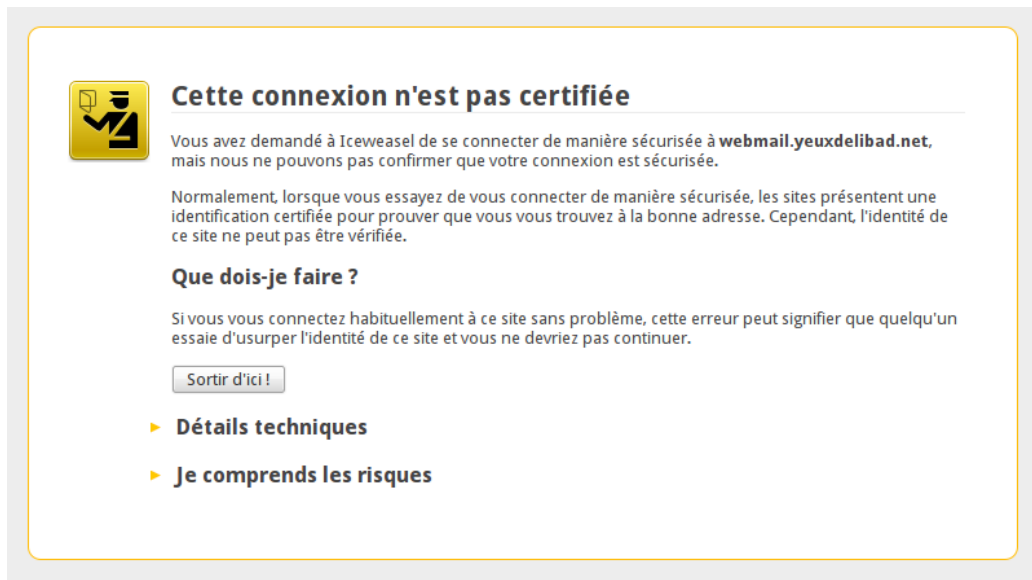 Cette connexion n'est pas certifiée
Vous avez demandé à Iceweasel de se connecter de manière sécurisée à webmail.yeuxdelibad.net,
mais nous ne pouvons pas confirmer que votre connexion est sécurisée.
Normalement, lorsque vous essayez de vous connecter de manière sécurisée, les sites présentent une
identification certifiée pour prouver que vous vous trouvez à la bonne adresse. Cependant, l'identité de
ce site ne peut pas être vérifiée.
Que dois-je faire ?
Si vous vous connectez habituellement à ce site sans problème, cette erreur peut signifier que quelqu'un
essaie d'usurper l'identité de ce site et vous ne devriez pas continuer.
Sortir d'ici !
Détails techniques
Je comprends les risques